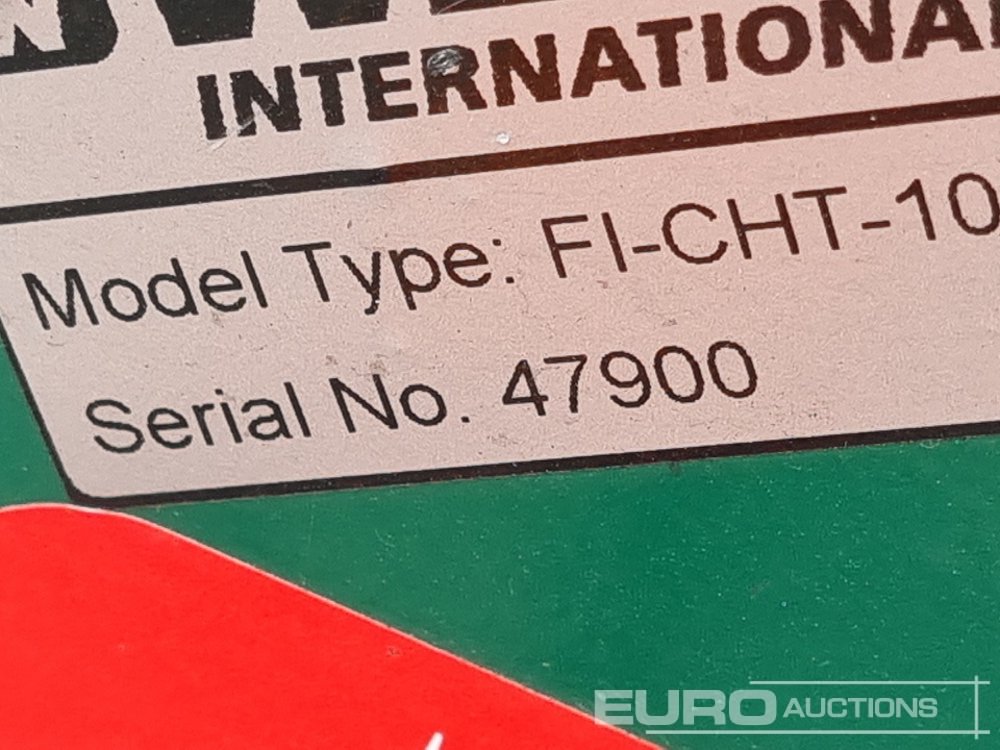 INTERNATIONAL
Model Type: FI-CHT-10
Serial No. 47900
EURO AUCTIONS